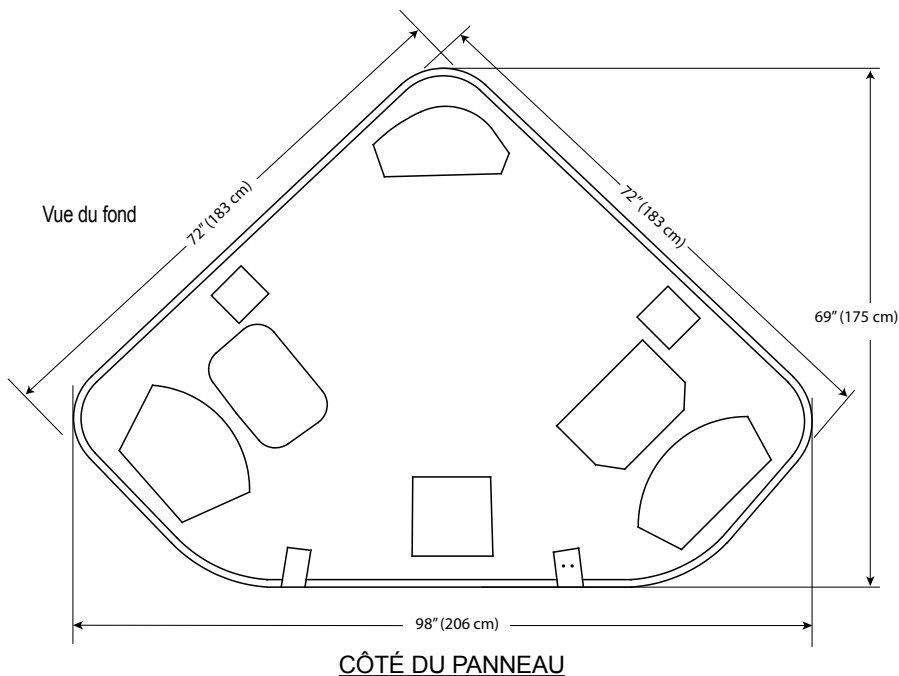 72” (183 cm)
72” (183 cm)
Vue du fond
69” (175 cm)
98” (206 cm)
CÔTÉ DU PANNEAU